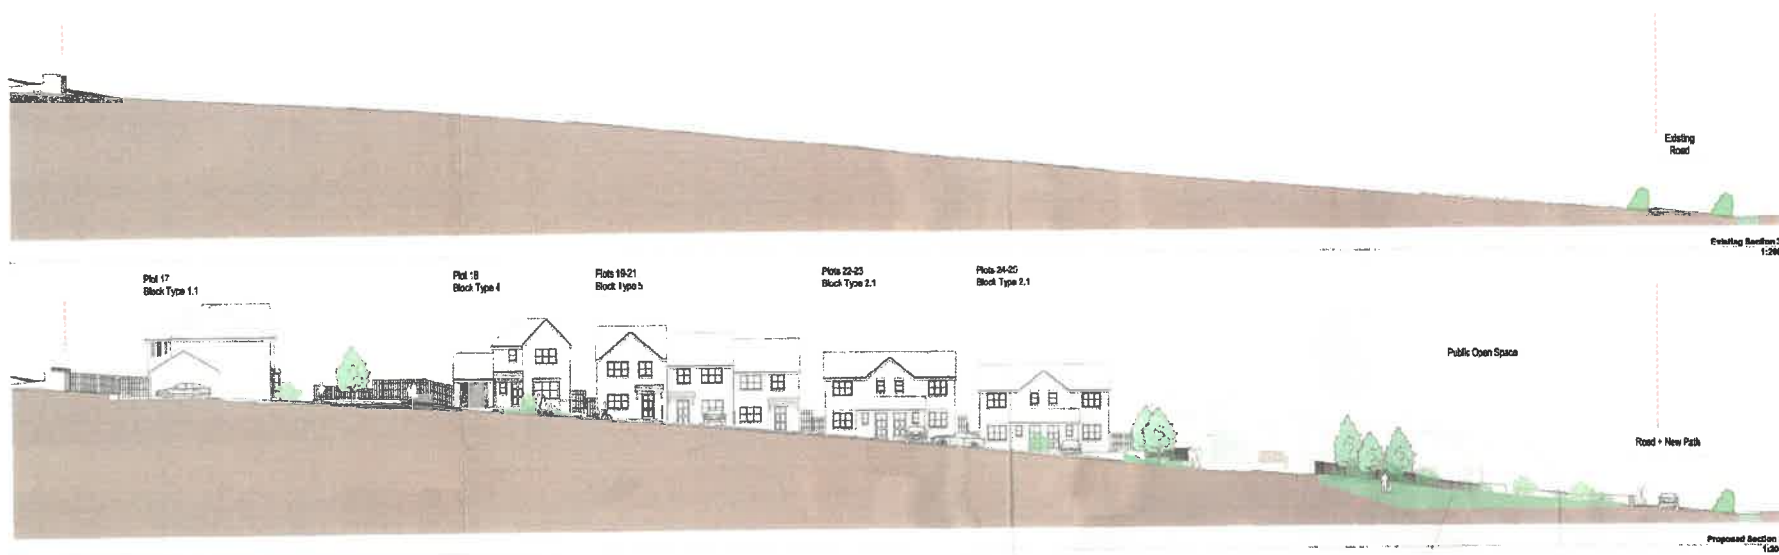 Existing
Road
Existing Section
Plot 17
Block Type 1.1
Plot 18
Block Type 4
Plots 19-21
Block Type 5
Plots 22-23
Block Type 2.1
Plots 24-25
Block Type 2.1
Public Open Space
Road + New Path
Proposed Section